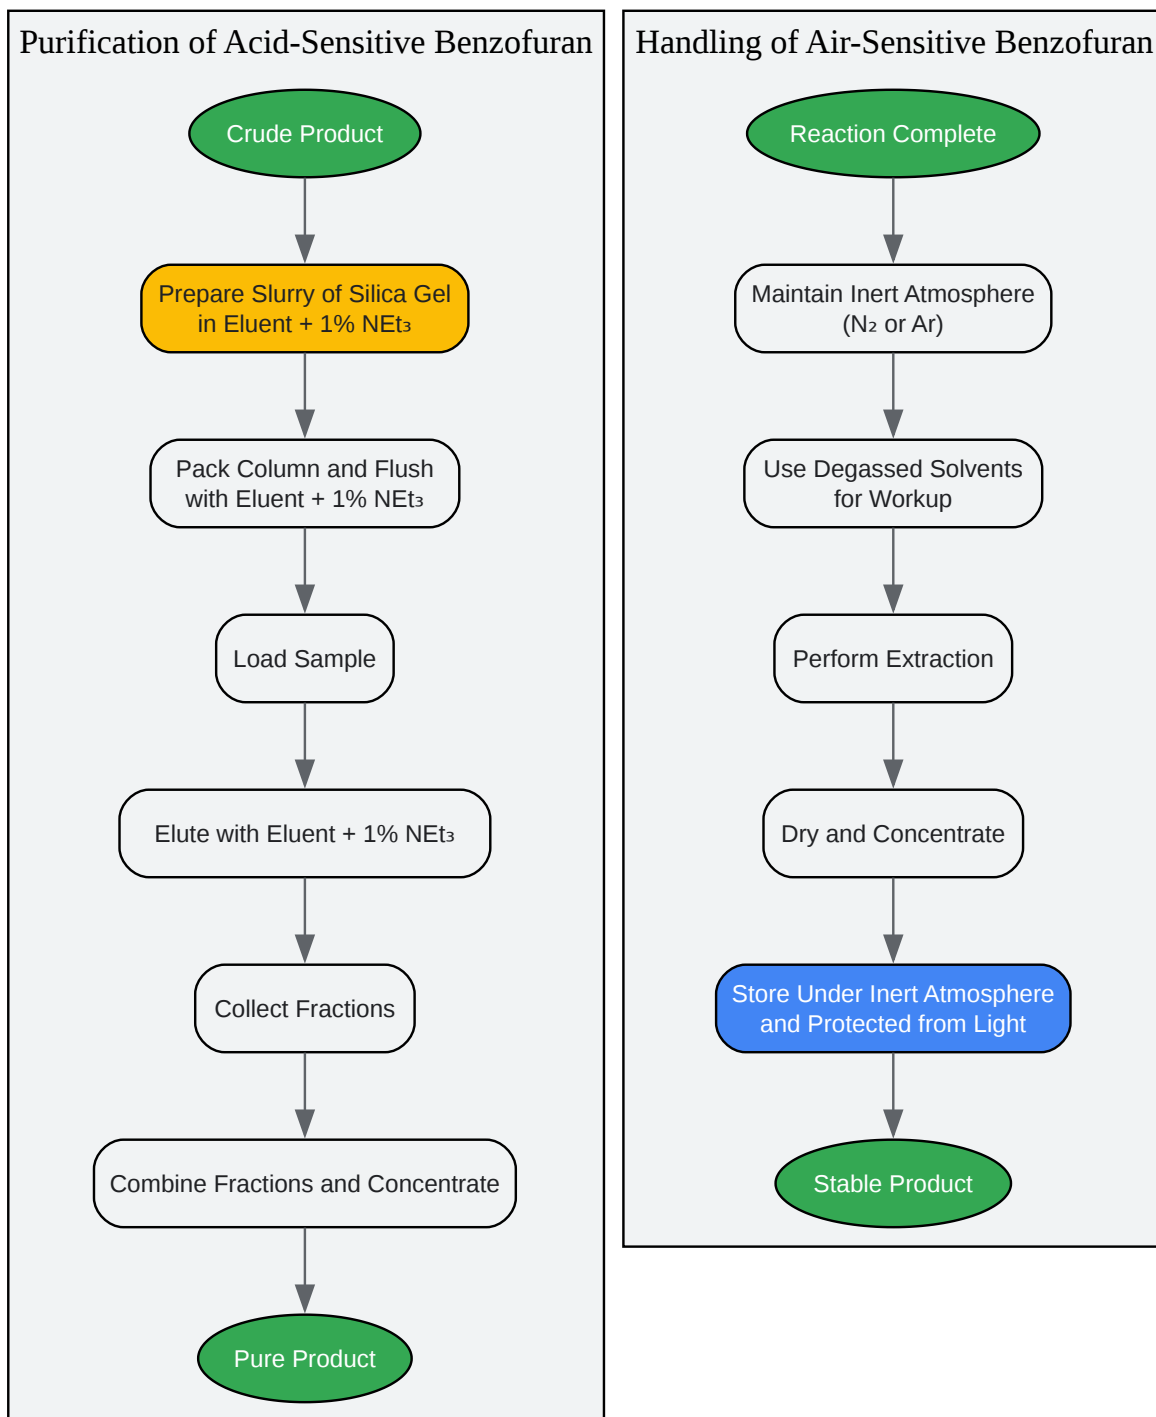 Purification of Acid-Sensitive Benzofuran
Crude Product
Prepare Slurry of Silica Gel
in Eluent + 1% NEt₃
Pack Column and Flush
with Eluent + 1% NEt₃
Load Sample
Elute with Eluent + 1% NEt₃
Collect Fractions
Combine Fractions and Concentrate
Pure Product
Handling of Air-Sensitive Benzofuran
Reaction Complete
Maintain Inert Atmosphere
(N₂ or Ar)
Use Degassed Solvents
for Workup
Perform Extraction
Dry and Concentrate
Store Under Inert Atmosphere
and Protected from Light
Stable Product